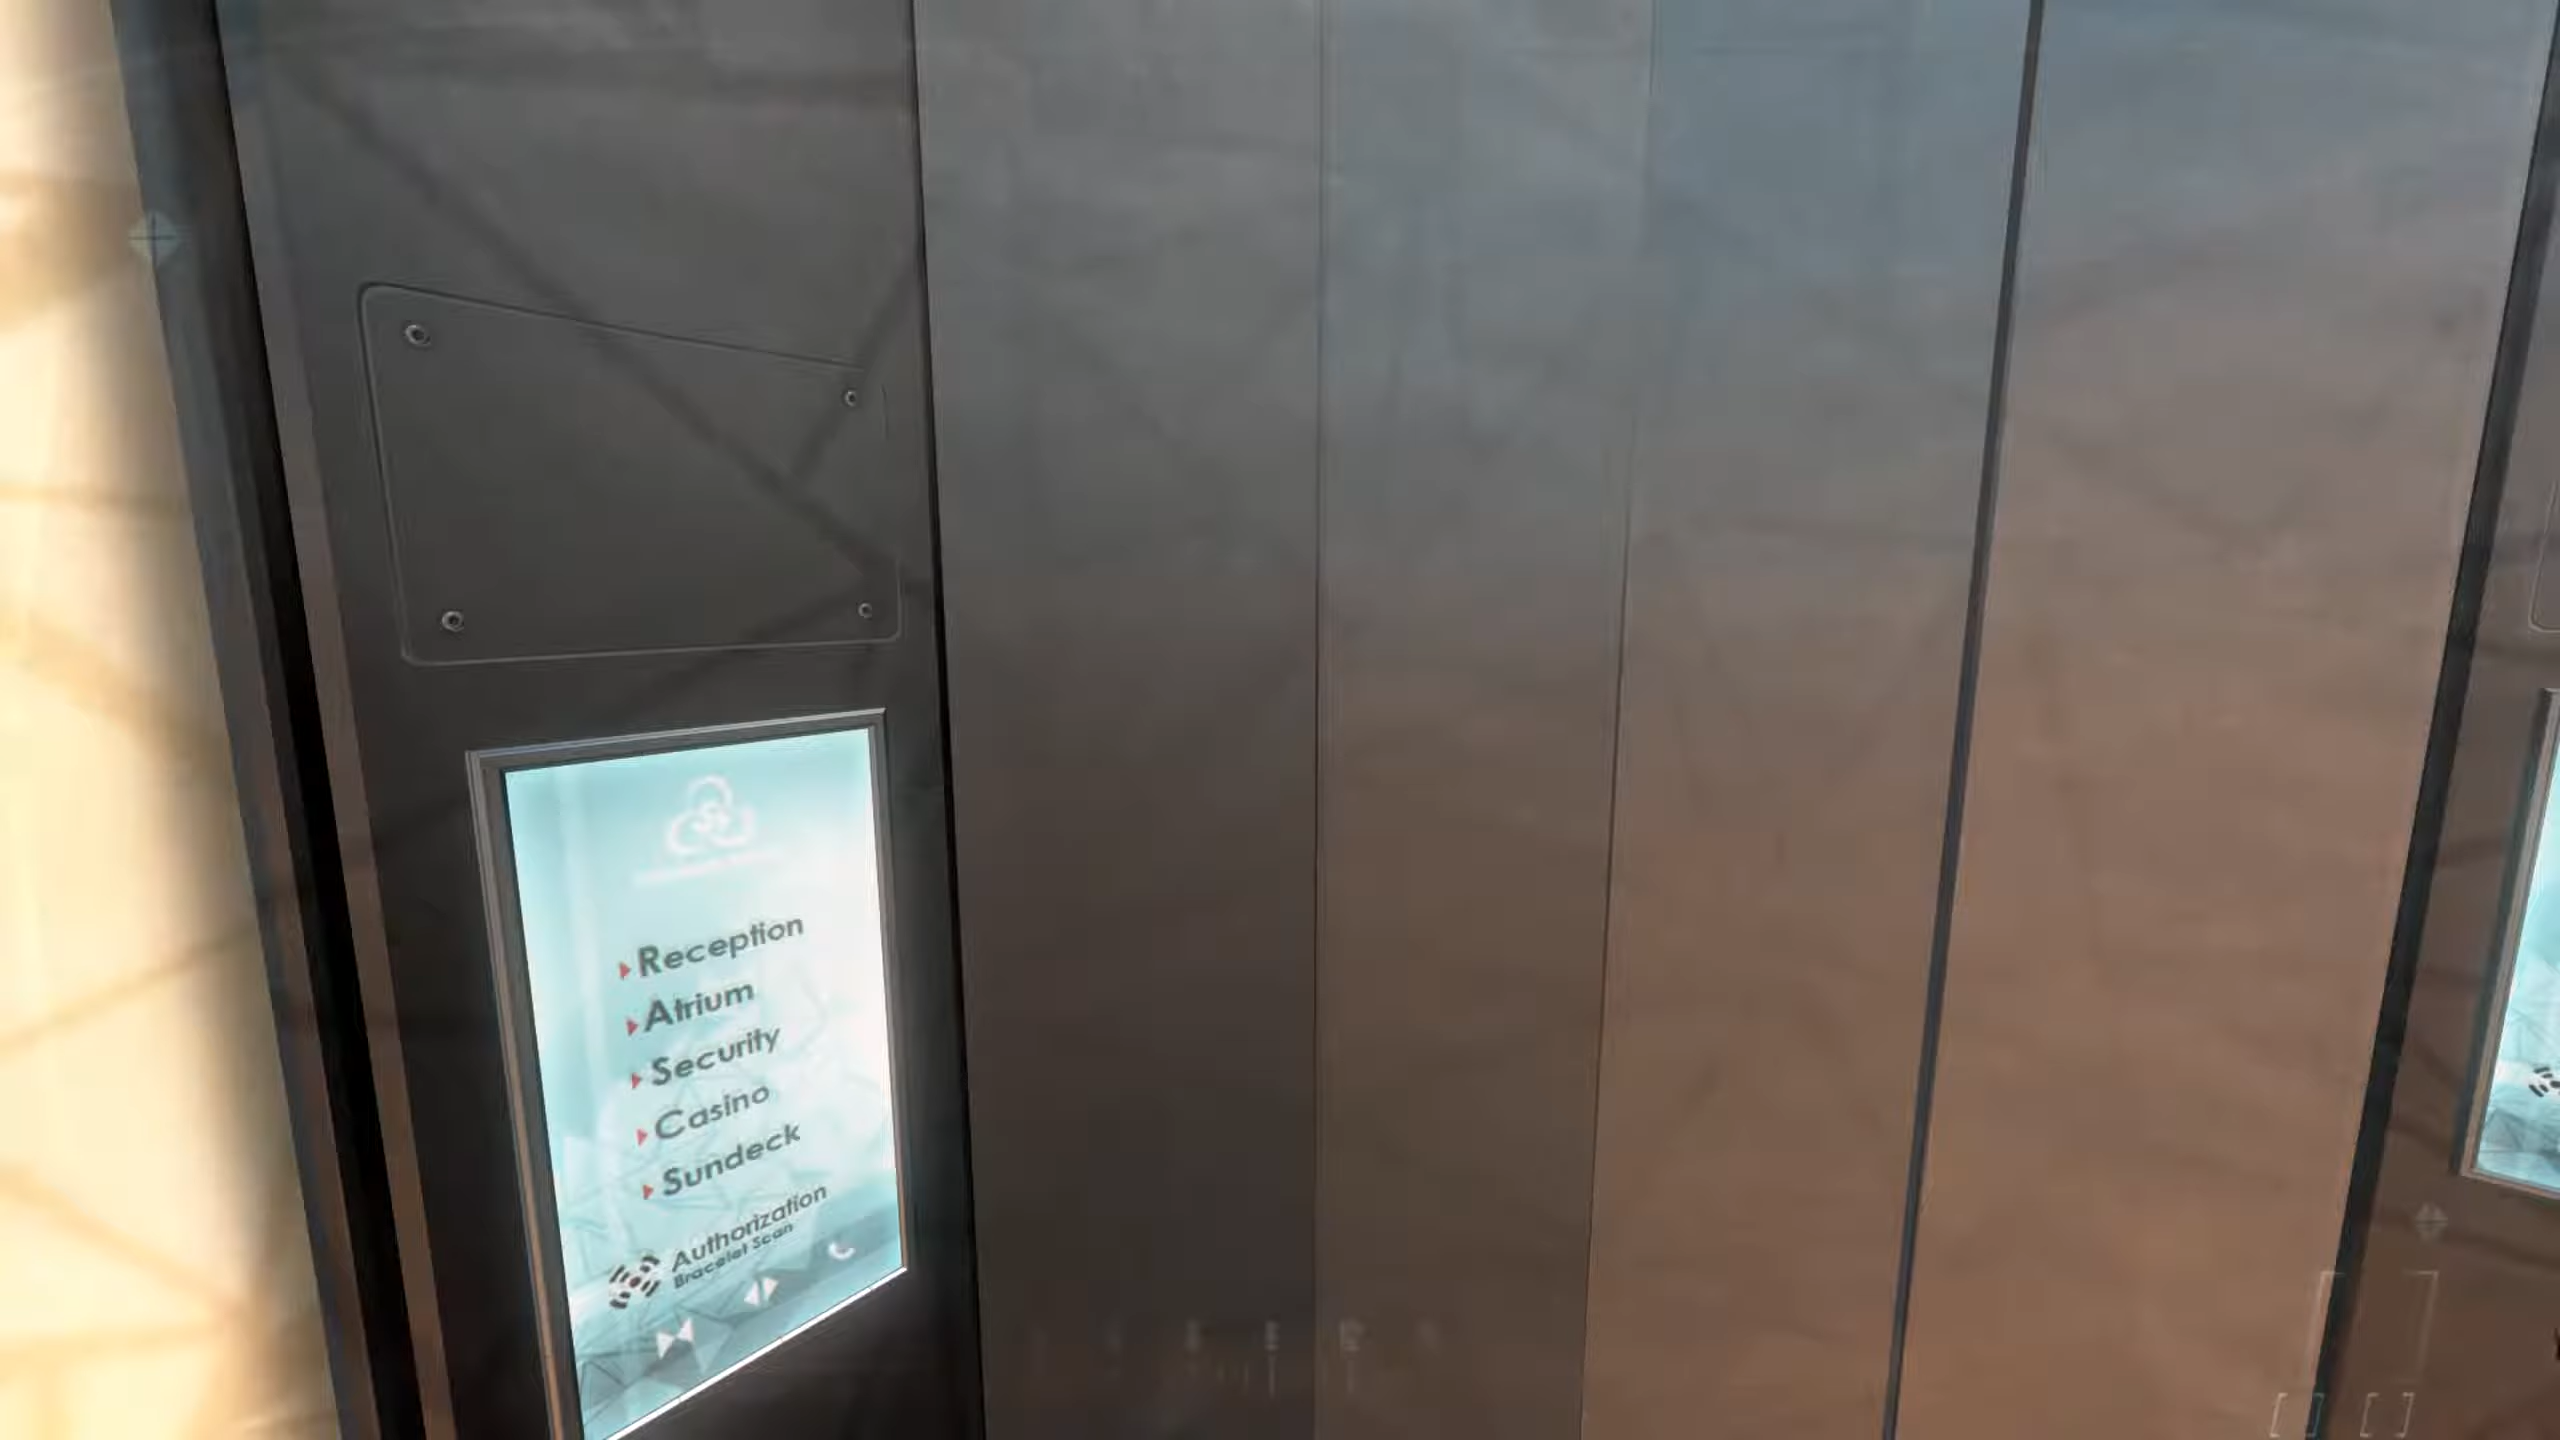 Reception
Atrium
Security
Casino
Sundeck
Authorization
Bracelet Scan